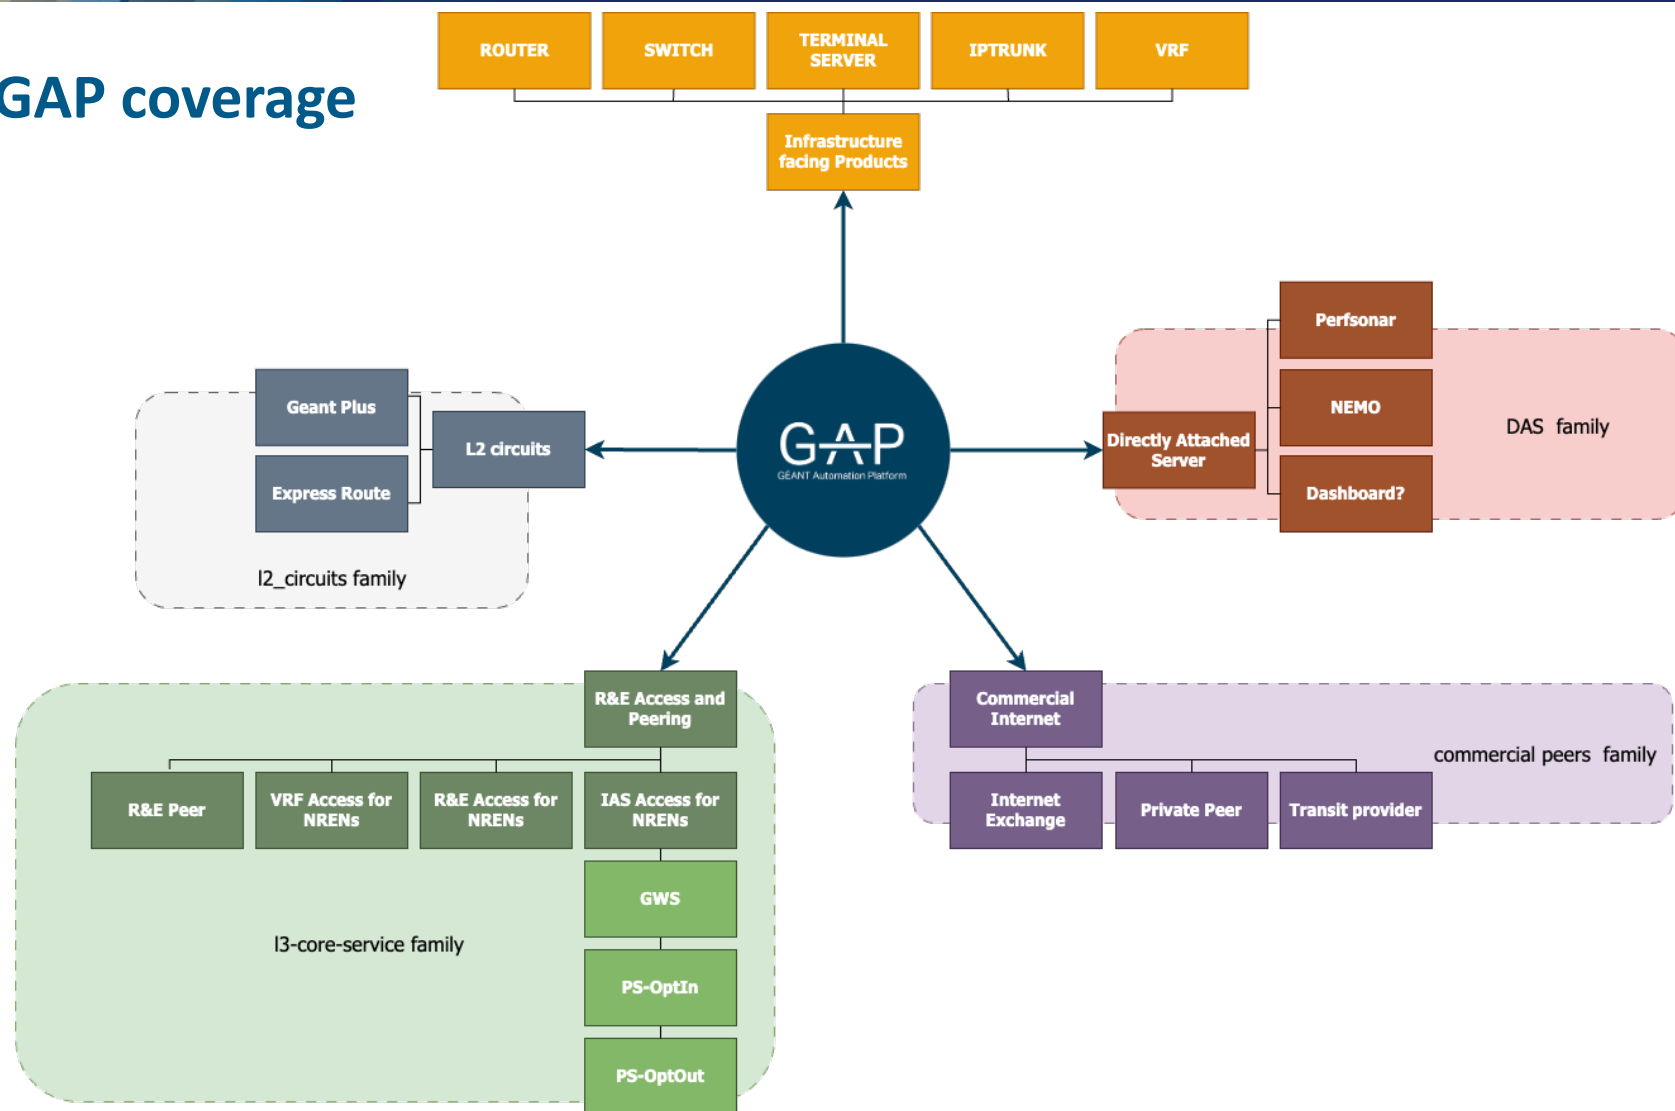 GAP coverage
ROUTER
SWITCH
TERMINAL
SERVER
IPTRUNK
VRF
Infrastructure
facing Products
Perfsonar
NEMO
Dashboard?
Directly Attached
Server
DAS family
Geant Plus
Express Route
L2 circuits
l2_circuits family
GAP
GÉANT Automation Platform
R&E Access and
Peering
R&E Peer
VRF Access for
NRENs
R&E Access for
NRENs
IAS Access for
NRENs
GWS
PS-OptIn
PS-OptOut
l3-core-service family
Commercial
Internet
Internet
Exchange
Private Peer
Transit provider
commercial peers family